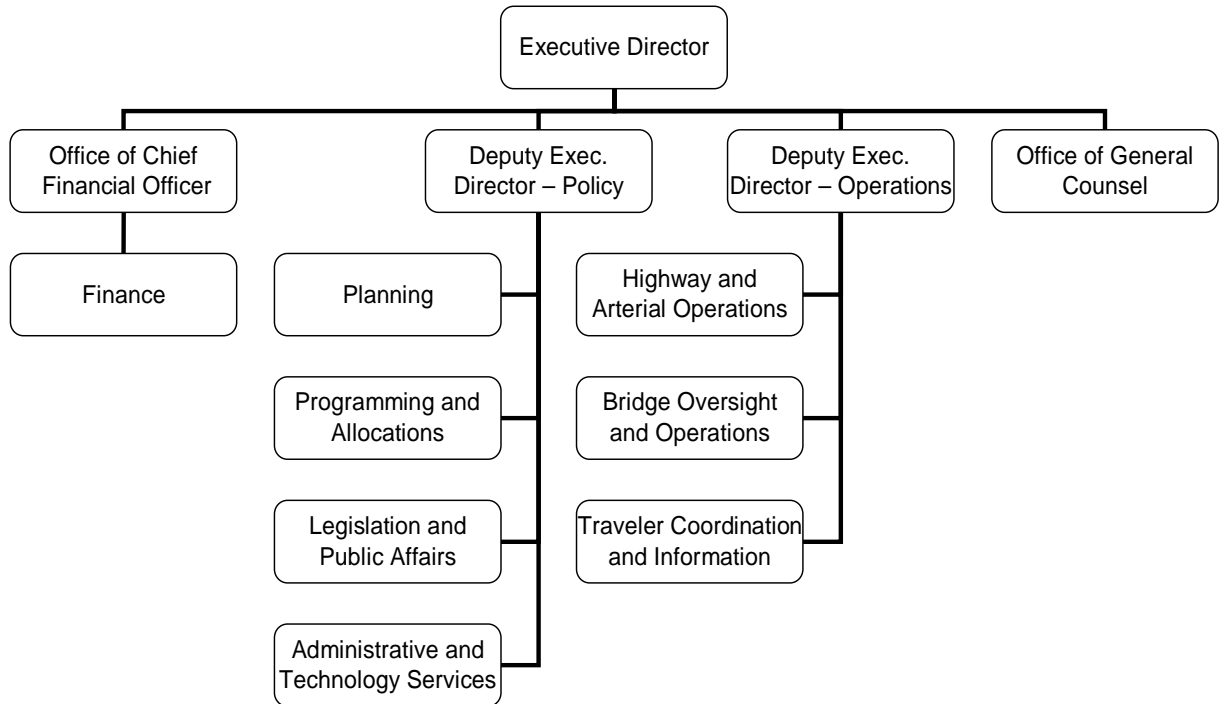 Executive Director
Office of Chief
Financial Officer
Deputy Exec.
Director – Policy
Deputy Exec.
Director – Operations
Office of General
Counsel
Finance
Planning
Highway and
Arterial Operations
Programming and
Allocations
Bridge Oversight
and Operations
Legislation and
Public Affairs
Traveler Coordination
and Information
Administrative and
Technology Services